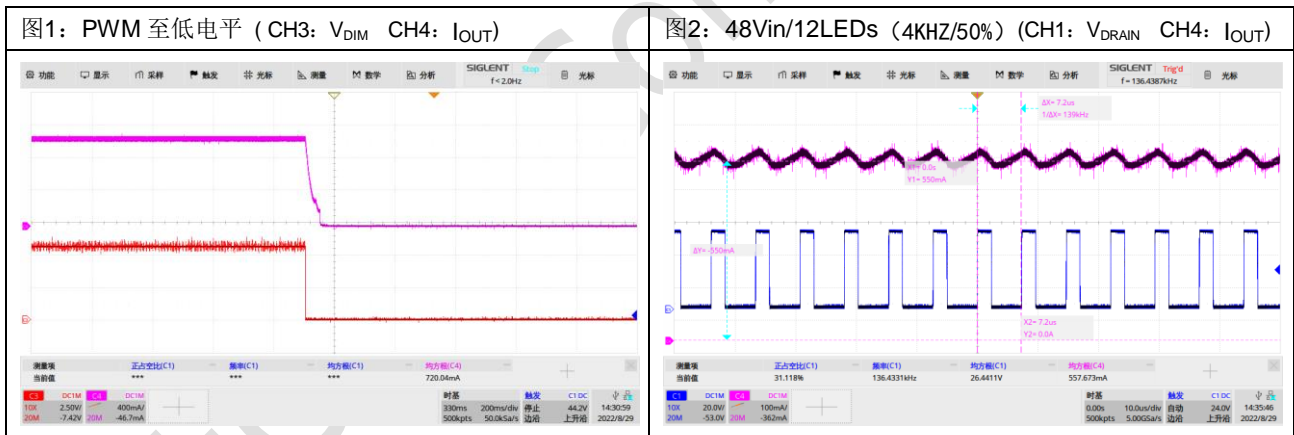 图1：PWM 至低电平 ( CH3：VDIM CH4：IOUT)
图2：48Vin/12LEDs（4KHZ/50%）(CH1：VDRAIN CH4：IOUT)
功能 显示 采样 触发 光标 测量 数学 分析 SIGLENT Stop f < 2.0Hz 光标
测量项 正占空比(C1) 频率(C1) 均方根(C1) 均方根(C4)
当前值 *** *** *** 720.04mA
C3 DC1M C4 DC1M 时基 触发 C1 DC
10X 2.50V/ 400mA/ 330ms 200ms/div 停止 44.2V 14:30:59
20M -7.42V 20M -46.7mA 500kpts 50.0kSa/s 边沿 上升沿 2022/8/29
功能 显示 采样 触发 光标 测量 数学 分析 SIGLENT Trig'd f = 136.4387kHz 光标
ΔX= 7.2us
1/ΔX= 139kHz
X1= 0.0s
Y1= 550mA
ΔY= -550mA
X2= 7.2us
Y2= 0.0A
测量项 正占空比(C1) 频率(C1) 均方根(C1) 均方根(C4)
当前值 31.118% 136.4331kHz 26.4411V 557.673mA
C1 DC1M C4 DC1M 时基 触发 C1 DC
10X 20.0V/ 100mA/ 0.00s 10.0us/div 自动 24.0V 14:35:46
20M -53.0V 20M -362mA 500kpts 5.00GSa/s 边沿 上升沿 2022/8/29